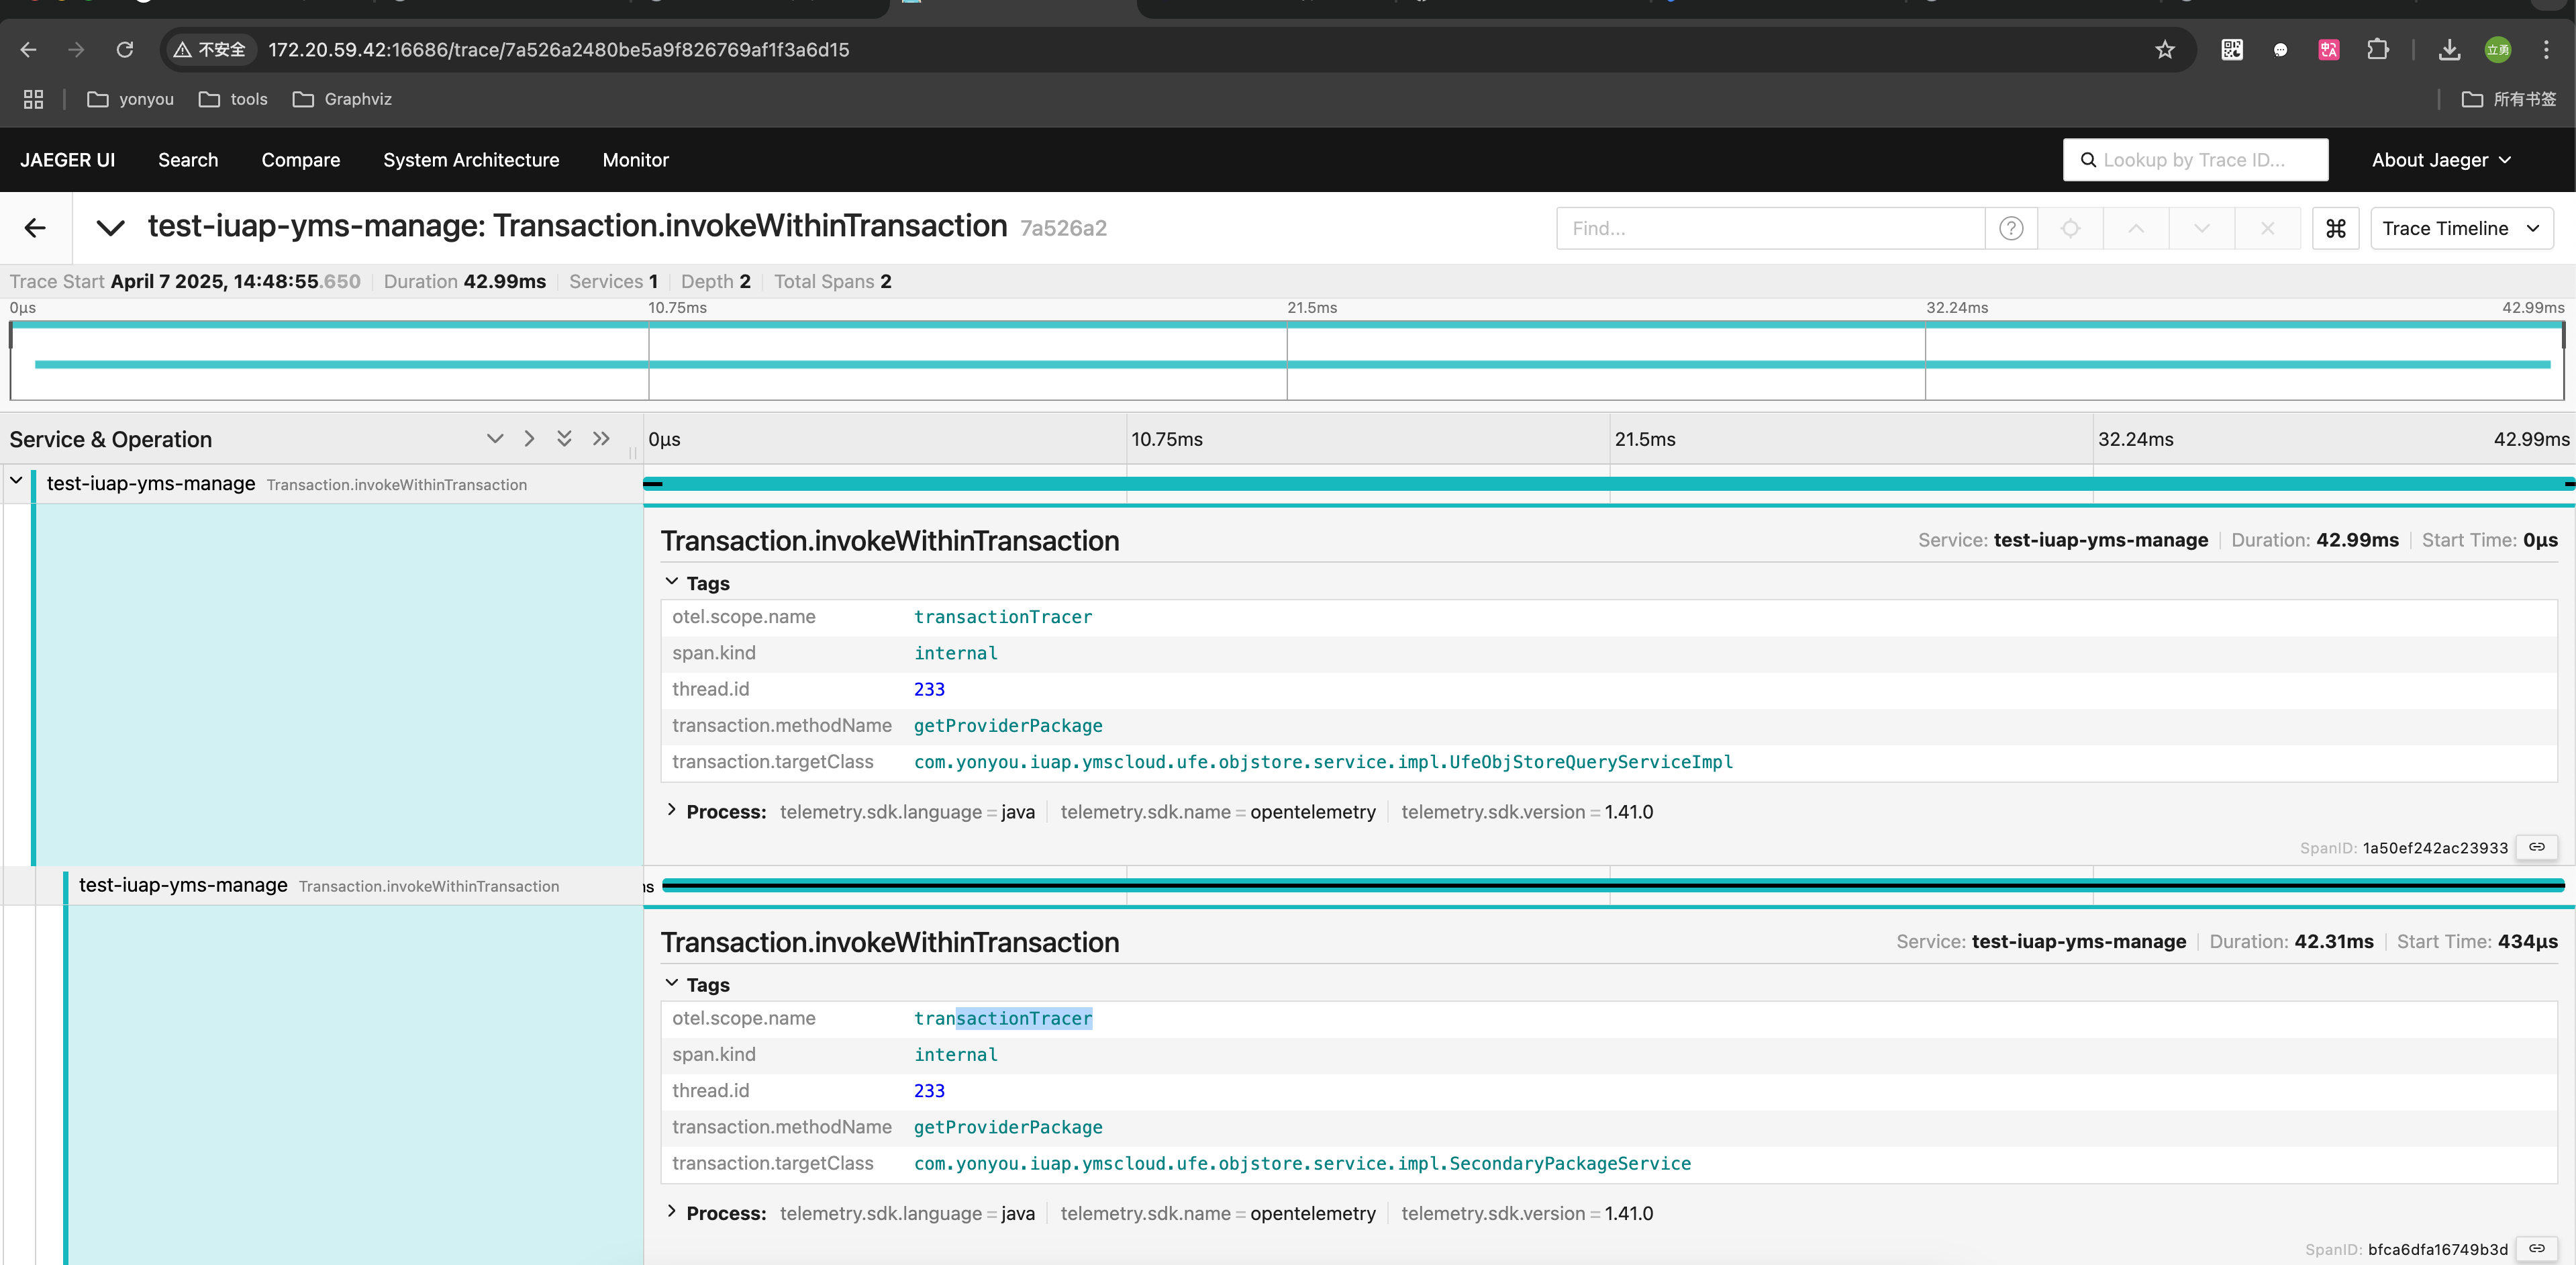 不安全 172.20.59.42:16686/trace/7a526a2480be5a9f826769af1f3a6d15 立勇
yonyou tools Graphviz 所有书签
JAEGER UI Search Compare System Architecture Monitor Lookup by Trace ID... About Jaeger
test-iuap-yms-manage: Transaction.invokeWithinTransaction 7a526a2 Find... Trace Timeline
Trace Start April 7 2025, 14:48:55.650 Duration 42.99ms Services 1 Depth 2 Total Spans 2
0μs 10.75ms 21.5ms 32.24ms 42.99ms
Service & Operation 0μs 10.75ms 21.5ms 32.24ms 42.99ms
test-iuap-yms-manage Transaction.invokeWithinTransaction
Transaction.invokeWithinTransaction Service: test-iuap-yms-manage Duration: 42.99ms Start Time: 0μs
Tags
otel.scope.name transactionTracer
span.kind internal
thread.id 233
transaction.methodName getProviderPackage
transaction.targetClass com.yonyou.iuap.ymscloud.ufe.objstore.service.impl.UfeObjStoreQueryServiceImpl
Process: telemetry.sdk.language = java telemetry.sdk.name = opentelemetry telemetry.sdk.version = 1.41.0
SpanID: 1a50ef242ac23933
test-iuap-yms-manage Transaction.invokeWithinTransaction
Transaction.invokeWithinTransaction Service: test-iuap-yms-manage Duration: 42.31ms Start Time: 434μs
Tags
otel.scope.name transactionTracer
span.kind internal
thread.id 233
transaction.methodName getProviderPackage
transaction.targetClass com.yonyou.iuap.ymscloud.ufe.objstore.service.impl.SecondaryPackageService
Process: telemetry.sdk.language = java telemetry.sdk.name = opentelemetry telemetry.sdk.version = 1.41.0
SpanID: bfca6dfa16749b3d